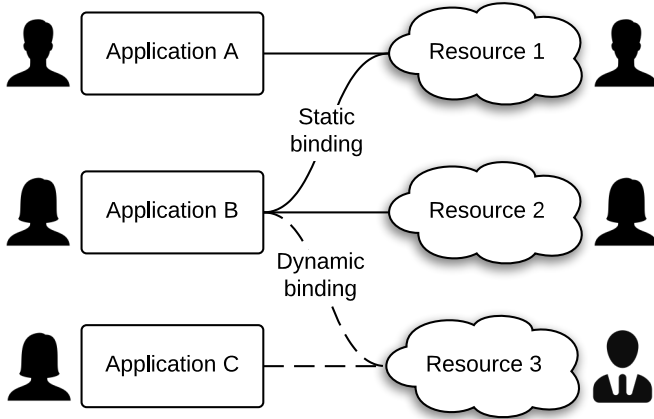 Application A
Resource 1
Static
binding
Application B
Resource 2
Dynamic
binding
Application C
Resource 3